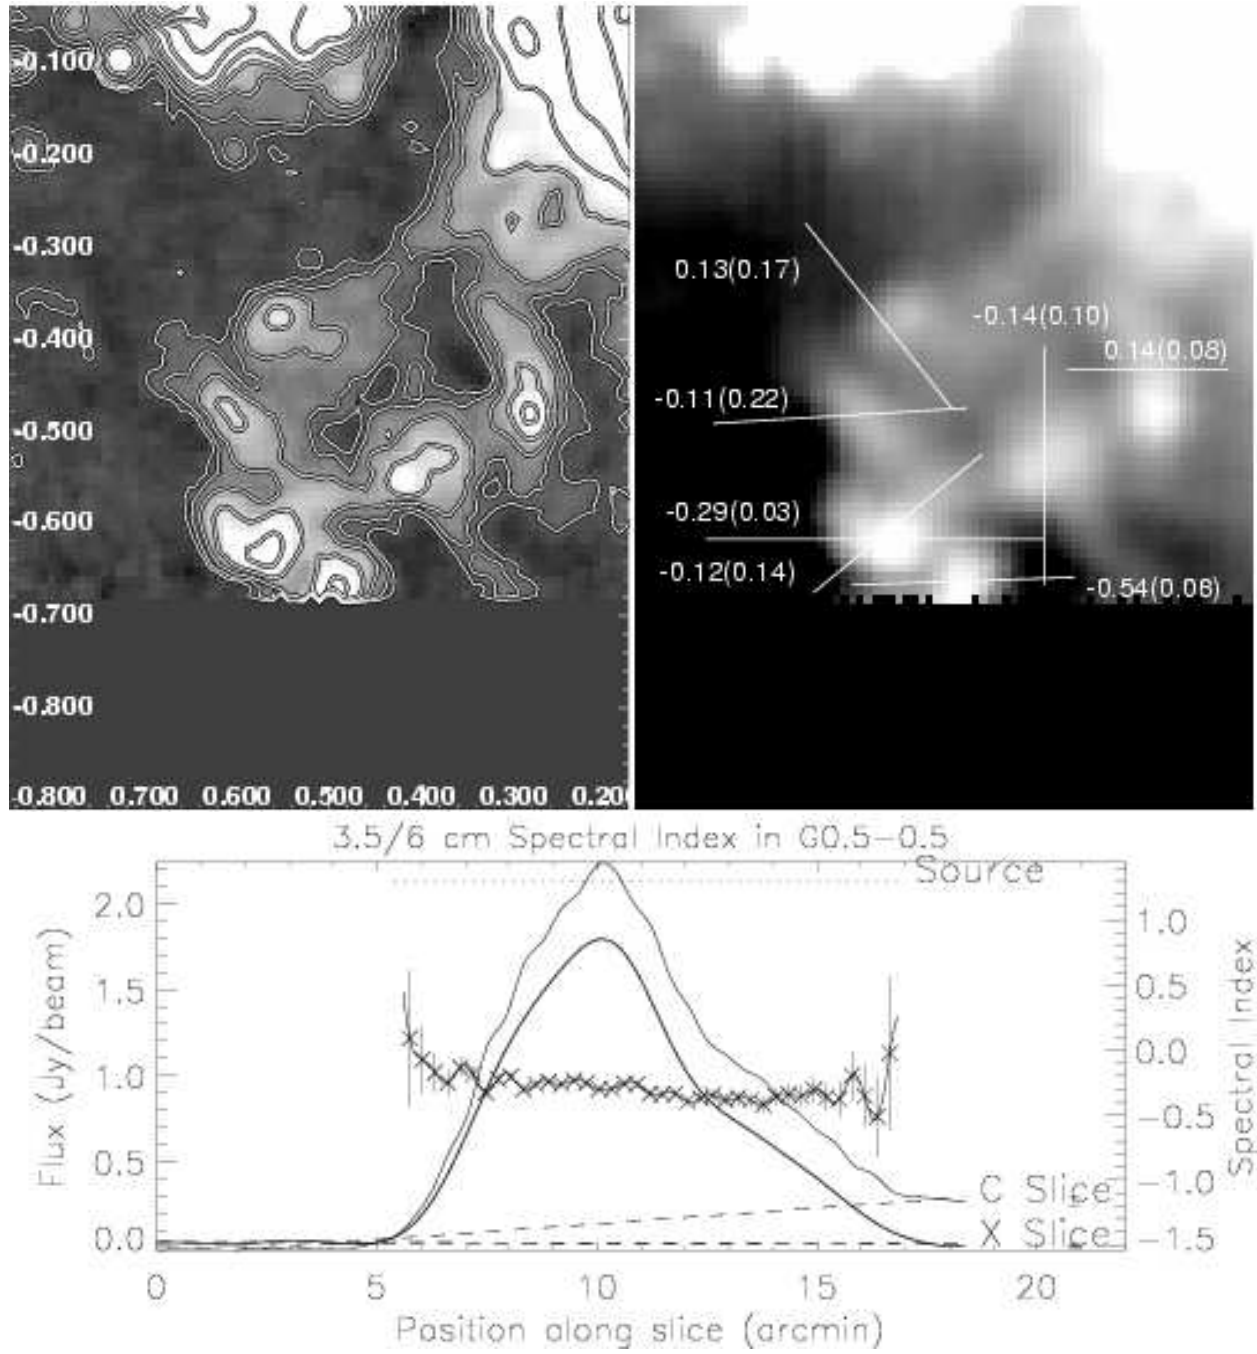 -0.100
-0.200
-0.300
-0.400
-0.500
-0.600
-0.700
-0.800
-0.800 0.700 0.600 0.500 0.400 0.300 0.200
0.13(0.17)
-0.14(0.10)
0.14(0.08)
-0.11(0.22)
-0.29(0.03)
-0.12(0.14)
-0.54(0.08)
3.5/6 cm Spectral Index in G0.5-0.5
Source
Flux (Jy/beam)
2.0
1.5
1.0
0.5
0.0
1.0
0.5
0.0
-0.5
-1.0
-1.5
Spectral Index
C Slice
X Slice
0 5 10 15 20
Position along slice (arcmin)